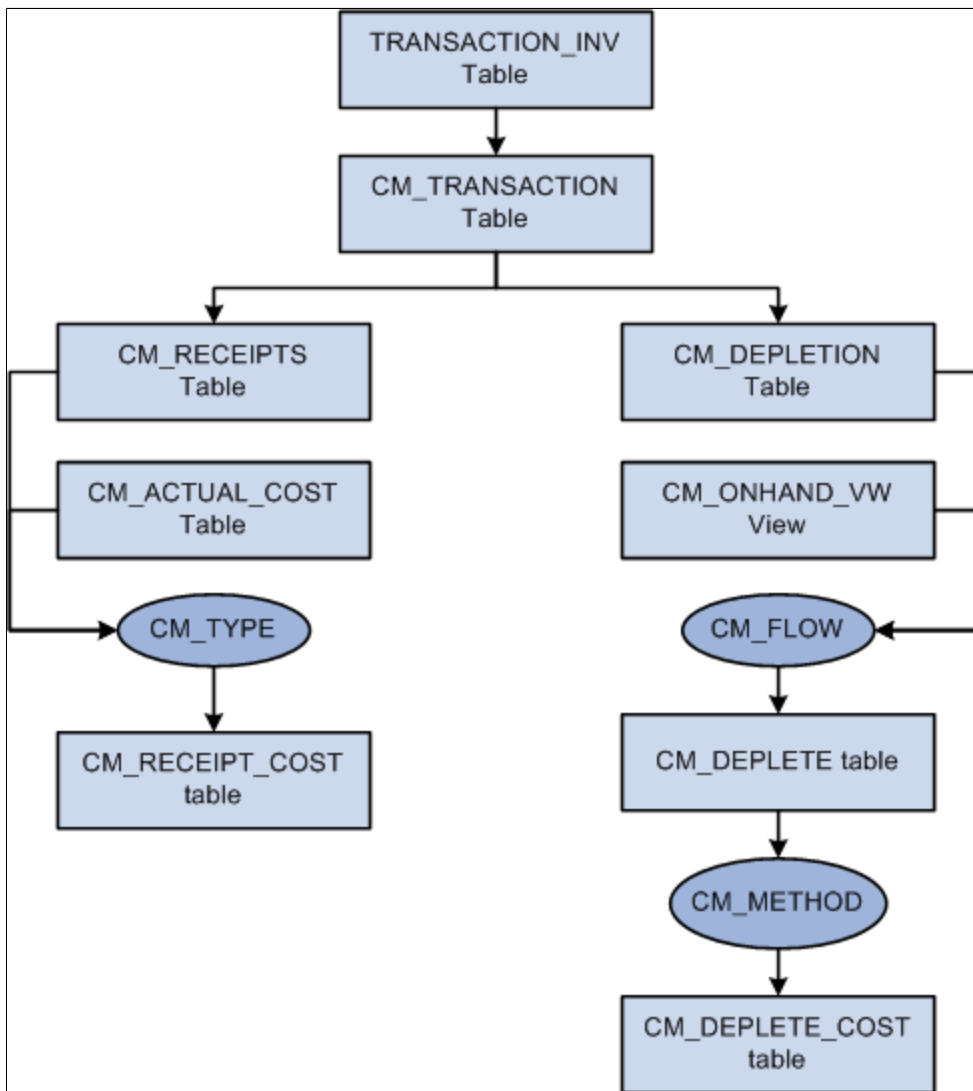 TRANSACTION_INV
Table
CM_TRANSACTION
Table
CM_RECEIPTS
Table
CM_DEPLETION
Table
CM_ACTUAL_COST
Table
CM_ONHAND_VW
View
CM_TYPE
CM_FLOW
CM_RECEIPT_COST
table
CM_DEPLETE table
CM_METHOD
CM_DEPLETE_COST
table